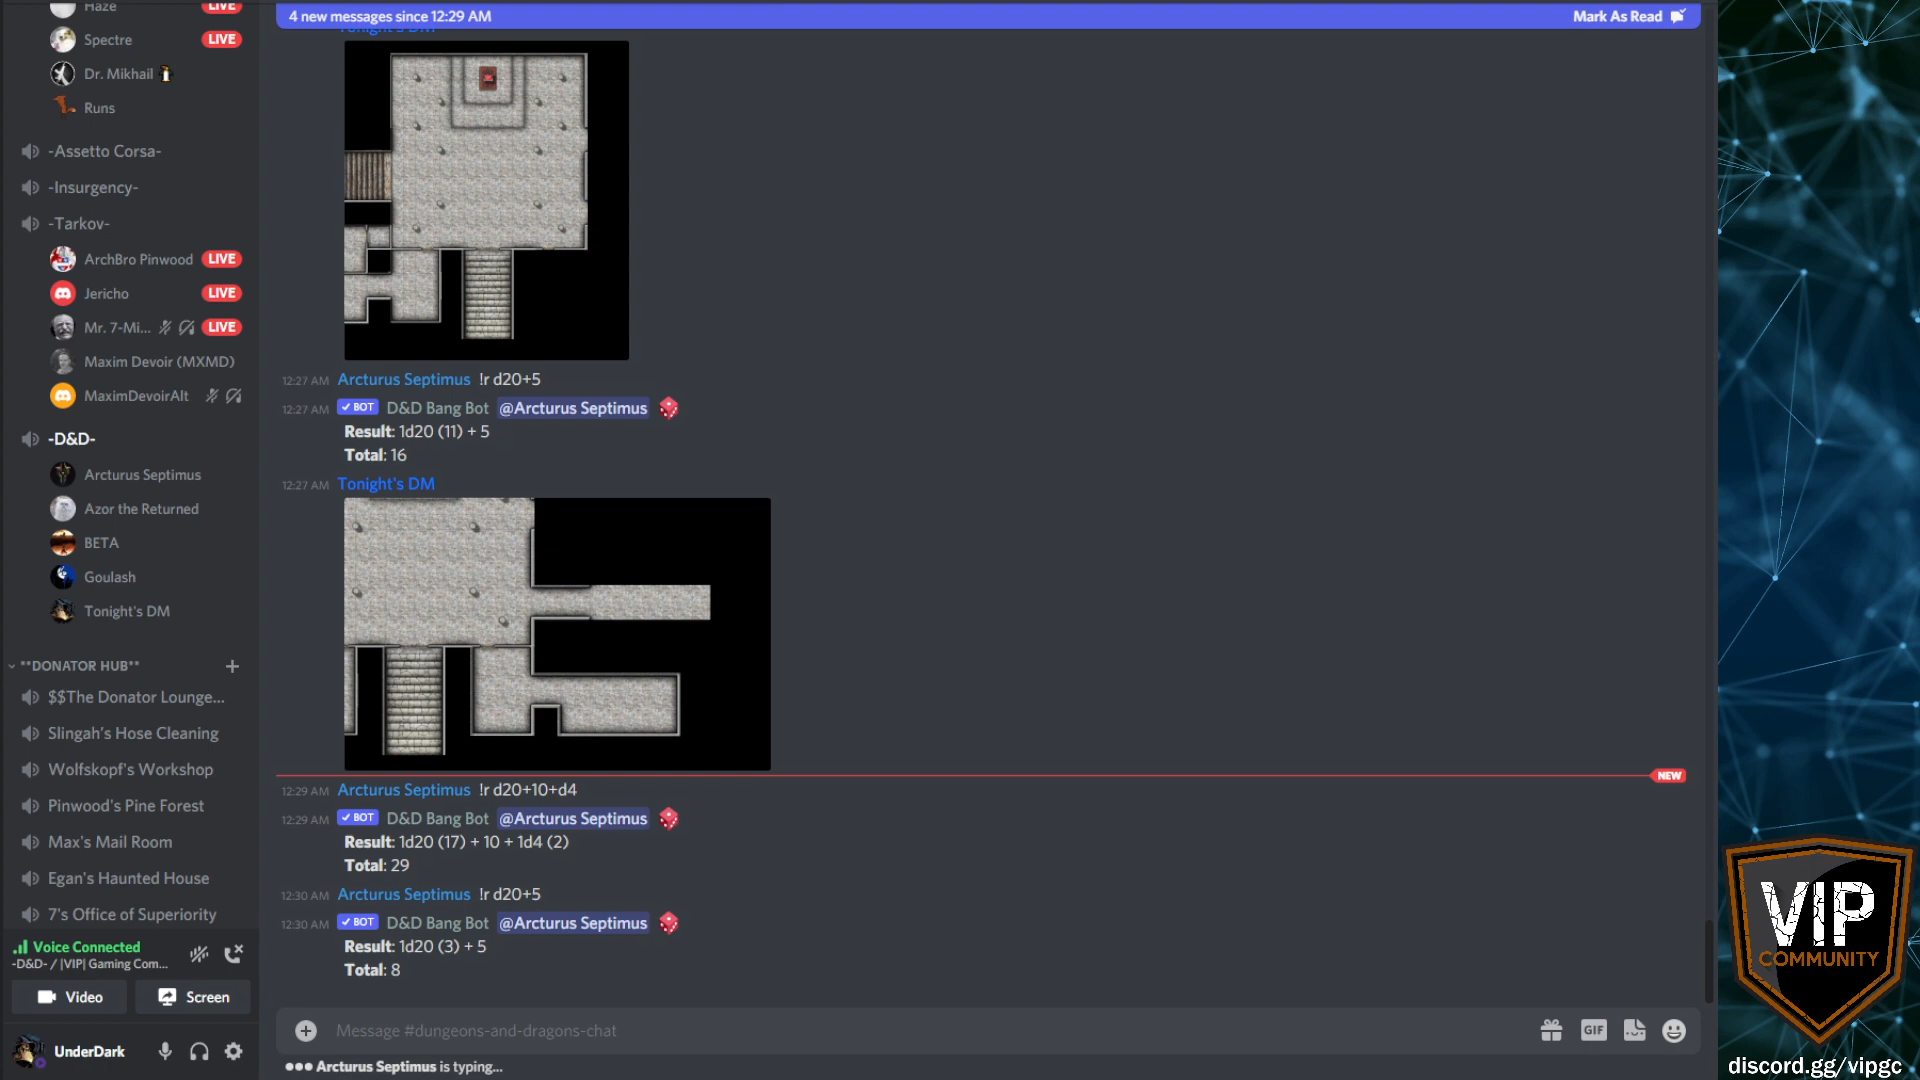 Haze LIVE
Spectre LIVE
Dr. Mikhail
Runs
-Assetto Corsa-
-Insurgency-
-Tarkov-
ArchBro Pinwood LIVE
Jericho LIVE
Mr. 7-Mi... LIVE
Maxim Devoir (MXMD)
MaximDevoirAlt
-D&D-
Arcturus Septimus
Azor the Returned
BETA
Goulash
Tonight's DM
**DONATOR HUB**
$$The Donator Lounge...
Slingah's Hose Cleaning
Wolfskopf's Workshop
Pinwood's Pine Forest
Max's Mail Room
Egan's Haunted House
7's Office of Superiority
Voice Connected
-D&D- / |VIP| Gaming Com...
Video Screen
UnderDark
4 new messages since 12:29 AM Mark As Read
Tonight's DM
12:27 AM Arcturus Septimus !r d20+5
12:27 AM BOT D&D Bang Bot @Arcturus Septimus
Result: 1d20 (11) + 5
Total: 16
12:27 AM Tonight's DM
NEW
12:29 AM Arcturus Septimus !r d20+10+d4
12:29 AM BOT D&D Bang Bot @Arcturus Septimus
Result: 1d20 (17) + 10 + 1d4 (2)
Total: 29
12:30 AM Arcturus Septimus !r d20+5
12:30 AM BOT D&D Bang Bot @Arcturus Septimus
Result: 1d20 (3) + 5
Total: 8
Message #dungeons-and-dragons-chat
GIF
Arcturus Septimus is typing...
VIP
COMMUNITY
discord.gg/vipgc